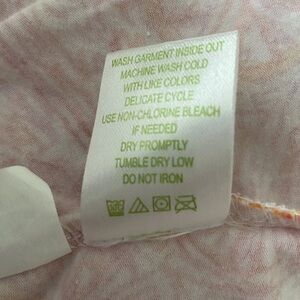 WASH GARMENT INSIDE OUT
MACHINE WASH COLD
WITH LIKE COLORS
DELICATE CYCLE
USE NON-CHLORINE BLEACH
IF NEEDED
DRY PROMPTLY
TUMBLE DRY LOW
DO NOT IRON